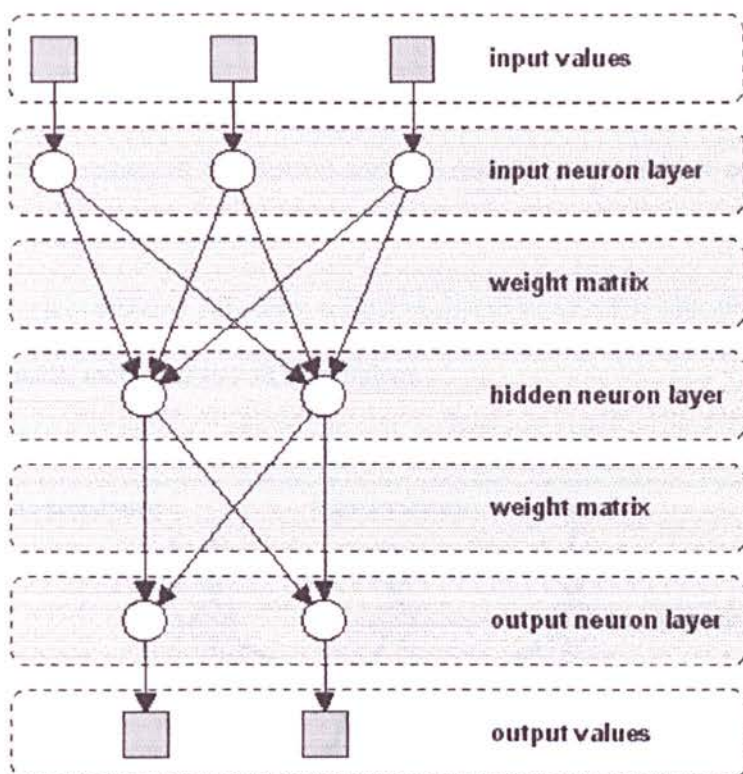 input values
input neuron layer
weight matrix
hidden neuron layer
weight matrix
output neuron layer
output values